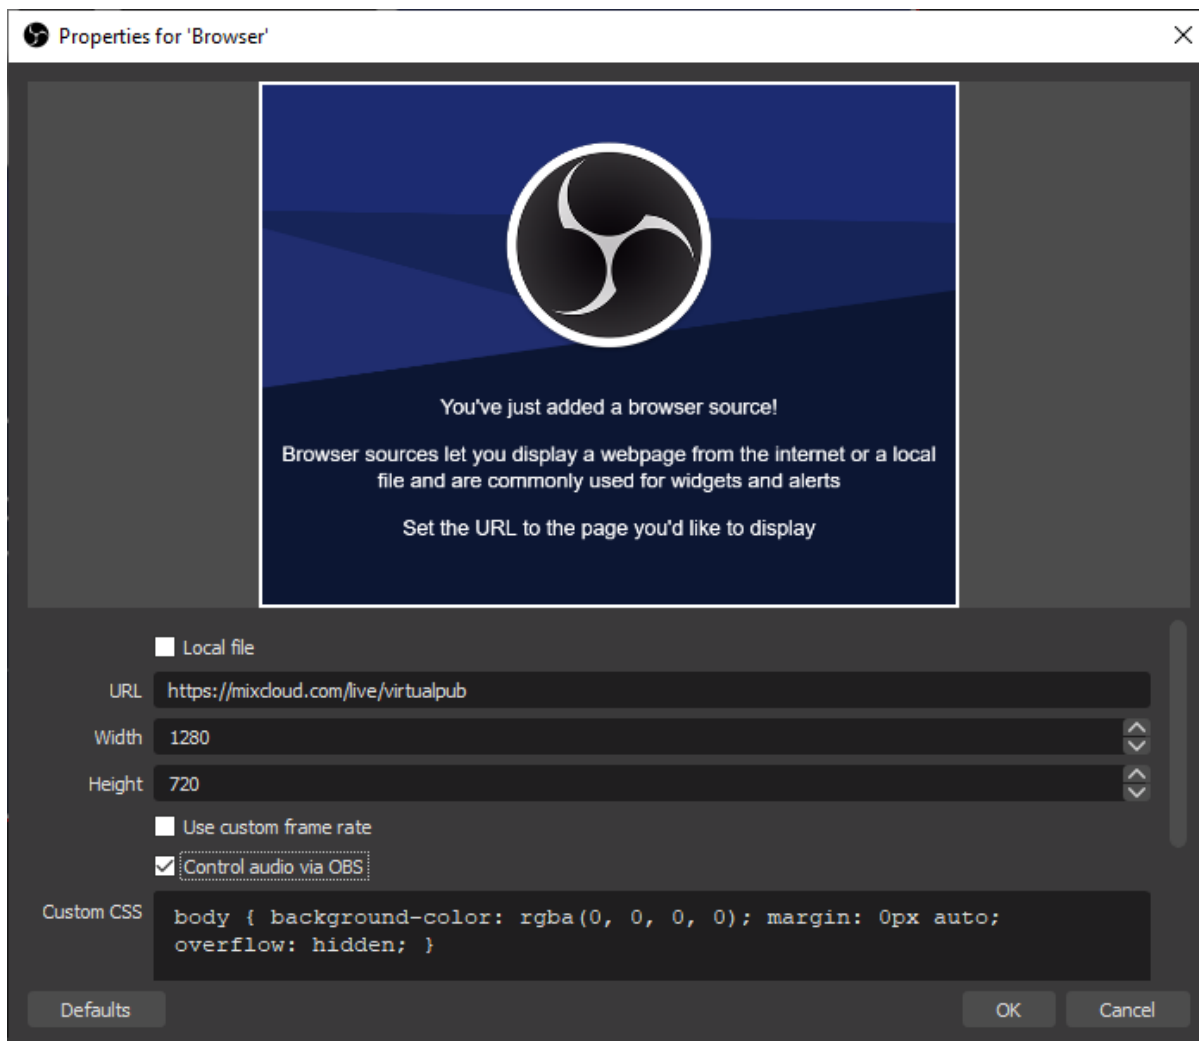 Properties for 'Browser'
You've just added a browser source!
Browser sources let you display a webpage from the internet or a local
file and are commonly used for widgets and alerts
Set the URL to the page you'd like to display
Local file
URL https://mixcloud.com/live/virtualpub
Width 1280
Height 720
Use custom frame rate
Control audio via OBS
Custom CSS body { background-color: rgba(0, 0, 0, 0); margin: 0px auto;
overflow: hidden; }
Defaults OK Cancel